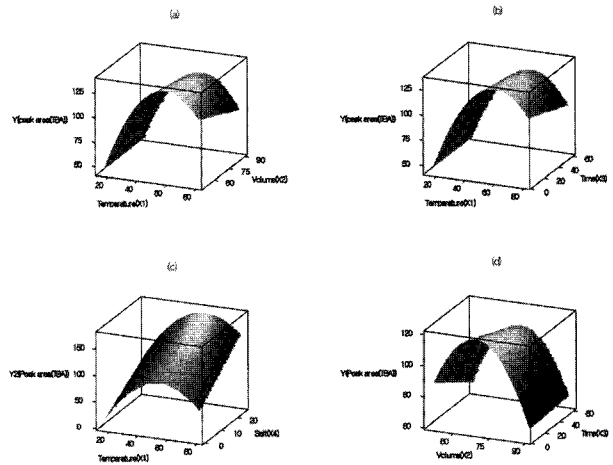 (a)
Y(peak area(TBA))
125
100
75
50
20
40
60
80
Temperature(X1)
60
75
90
Volume(X2)
(b)
Y(peak area(TBA))
125
100
75
50
20
40
60
80
Temperature(X1)
0
20
40
60
Time(X3)
(c)
Y2(Peak area(TBA))
150
100
50
0
20
40
60
80
Temperature(X1)
0
10
20
Salt(X4)
(d)
Y(Peak area(TBA))
120
100
80
60
60
75
90
Volume(X2)
0
20
40
60
Time(X3)